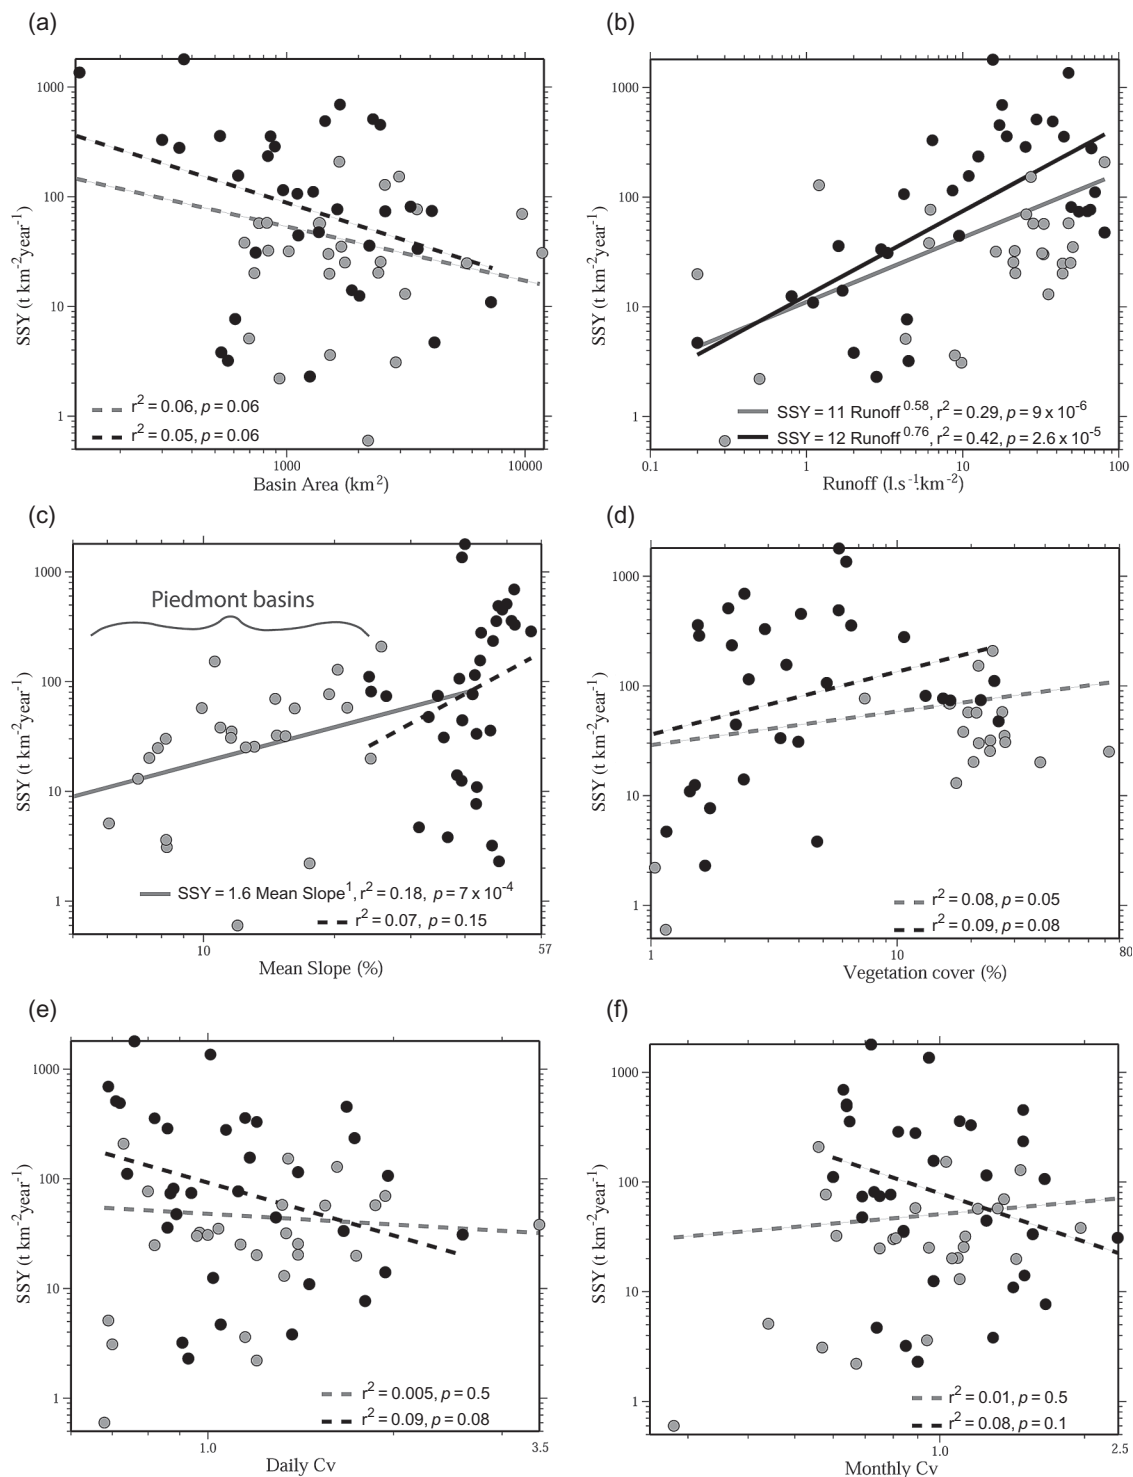 (a)
1000
100
10
1
SSY (t km⁻²year⁻¹)
r² = 0.06, p = 0.06
r² = 0.05, p = 0.06
1000
10000
Basin Area (km²)
(b)
1000
100
10
1
SSY (t km⁻²year⁻¹)
SSY = 11 Runoff⁰·⁵⁸, r² = 0.29, p = 9 x 10⁻⁶
SSY = 12 Runoff⁰·⁷⁶, r² = 0.42, p = 2.6 x 10⁻⁵
0.1
1
10
100
Runoff (l.s⁻¹.km⁻²)
(c)
1000
100
10
1
SSY (t km⁻²year⁻¹)
Piedmont basins
SSY = 1.6 Mean Slope¹, r² = 0.18, p = 7 x 10⁻⁴
r² = 0.07, p = 0.15
10
57
Mean Slope (%)
(d)
1000
100
10
1
SSY (t km⁻²year⁻¹)
r² = 0.08, p = 0.05
r² = 0.09, p = 0.08
1
10
80
Vegetation cover (%)
(e)
1000
100
10
1
SSY (t km⁻²year⁻¹)
r² = 0.005, p = 0.5
r² = 0.09, p = 0.08
1.0
3.5
Daily Cv
(f)
1000
100
10
1
SSY (t km⁻²year⁻¹)
r² = 0.01, p = 0.5
r² = 0.08, p = 0.1
1.0
2.5
Monthly Cv